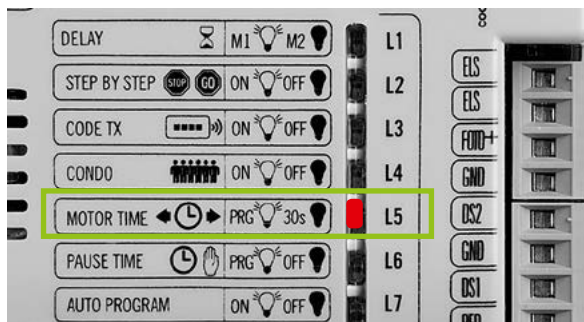 DELAY M1 M2 L1
STEP BY STEP STOP GO ON OFF L2
CODE TX ON OFF L3
CONDO ON OFF L4
MOTOR TIME PRG 30s L5
PAUSE TIME PRG OFF L6
AUTO PROGRAM ON OFF L7
ELS
ELS
FOTO+
GND
DS2
GND
DS1